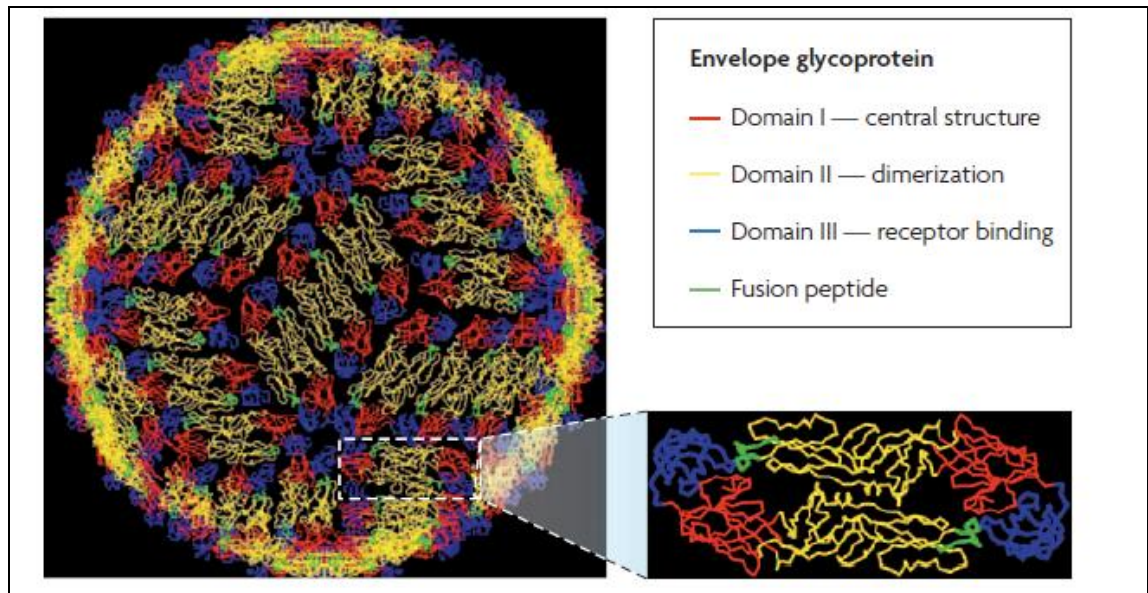 Envelope glycoprotein
Domain I — central structure
Domain II — dimerization
Domain III — receptor binding
Fusion peptide